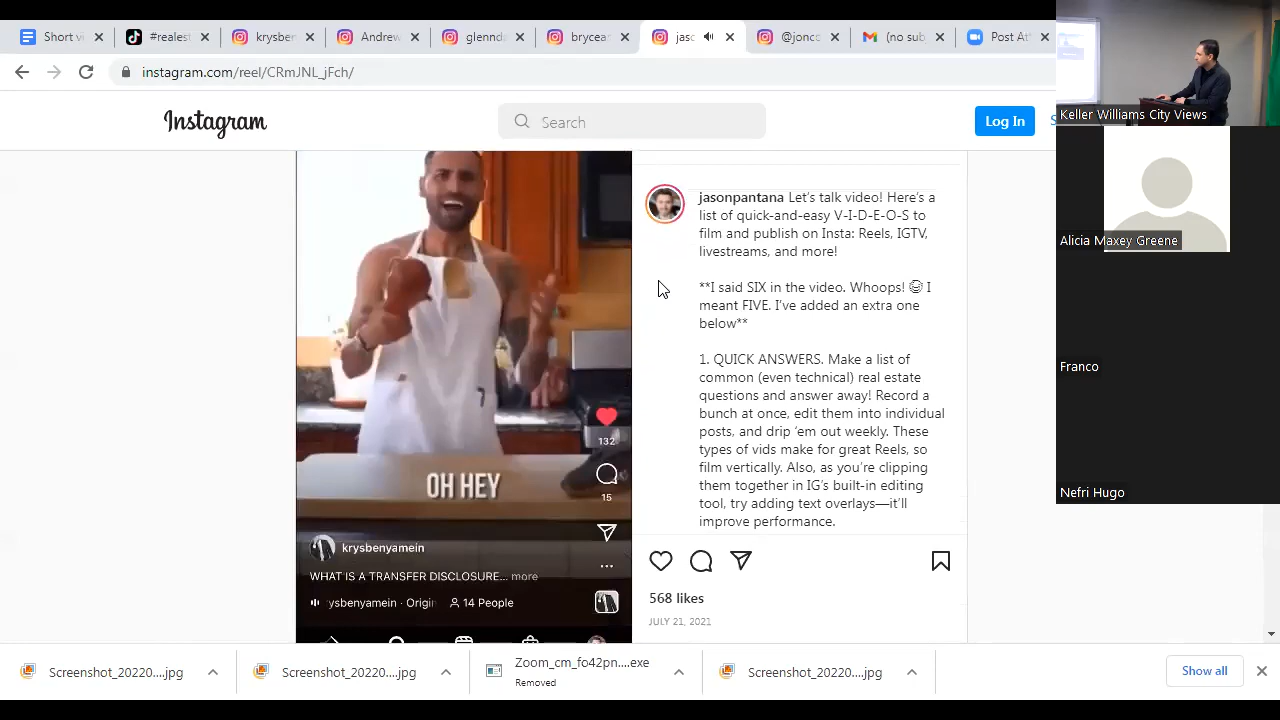 Short vi
#realest
krysben
Andrew
glennda
brycean
jasc
@jonco
(no sub
Post Att
instagram.com/reel/CRmJNL_jFch/
Instagram
Search
Log In
Keller Williams City Views
Alicia Maxey Greene
Franco
Nefri Hugo
OH HEY
132
15
krysbenyamein
WHAT IS A TRANSFER DISCLOSURE... more
ysbenyamein · Origin
14 People
jasonpantana Let's talk video! Here's a
list of quick-and-easy V-I-D-E-O-S to
film and publish on Insta: Reels, IGTV,
livestreams, and more!
**I said SIX in the video. Whoops! 😅 I
meant FIVE. I've added an extra one
below**
1. QUICK ANSWERS. Make a list of
common (even technical) real estate
questions and answer away! Record a
bunch at once, edit them into individual
posts, and drip 'em out weekly. These
types of vids make for great Reels, so
film vertically. Also, as you're clipping
them together in IG's built-in editing
tool, try adding text overlays—it'll
improve performance.
568 likes
JULY 21, 2021
Screenshot_20220....jpg
Screenshot_20220....jpg
Zoom_cm_fo42pn....exe
Removed
Screenshot_20220....jpg
Show all